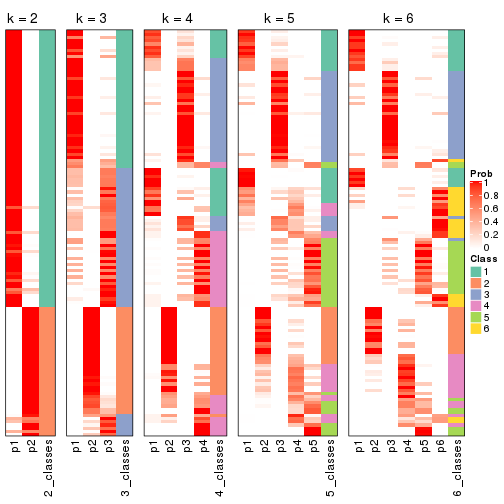 k = 2
k = 3
k = 4
k = 5
k = 6
p1
p2
2_classes
p1
p2
p3
3_classes
p1
p2
p3
p4
4_classes
p1
p2
p3
p4
p5
5_classes
p1
p2
p3
p4
p5
p6
6_classes
Prob
1
0.8
0.6
0.4
0.2
0
Class
1
2
3
4
5
6